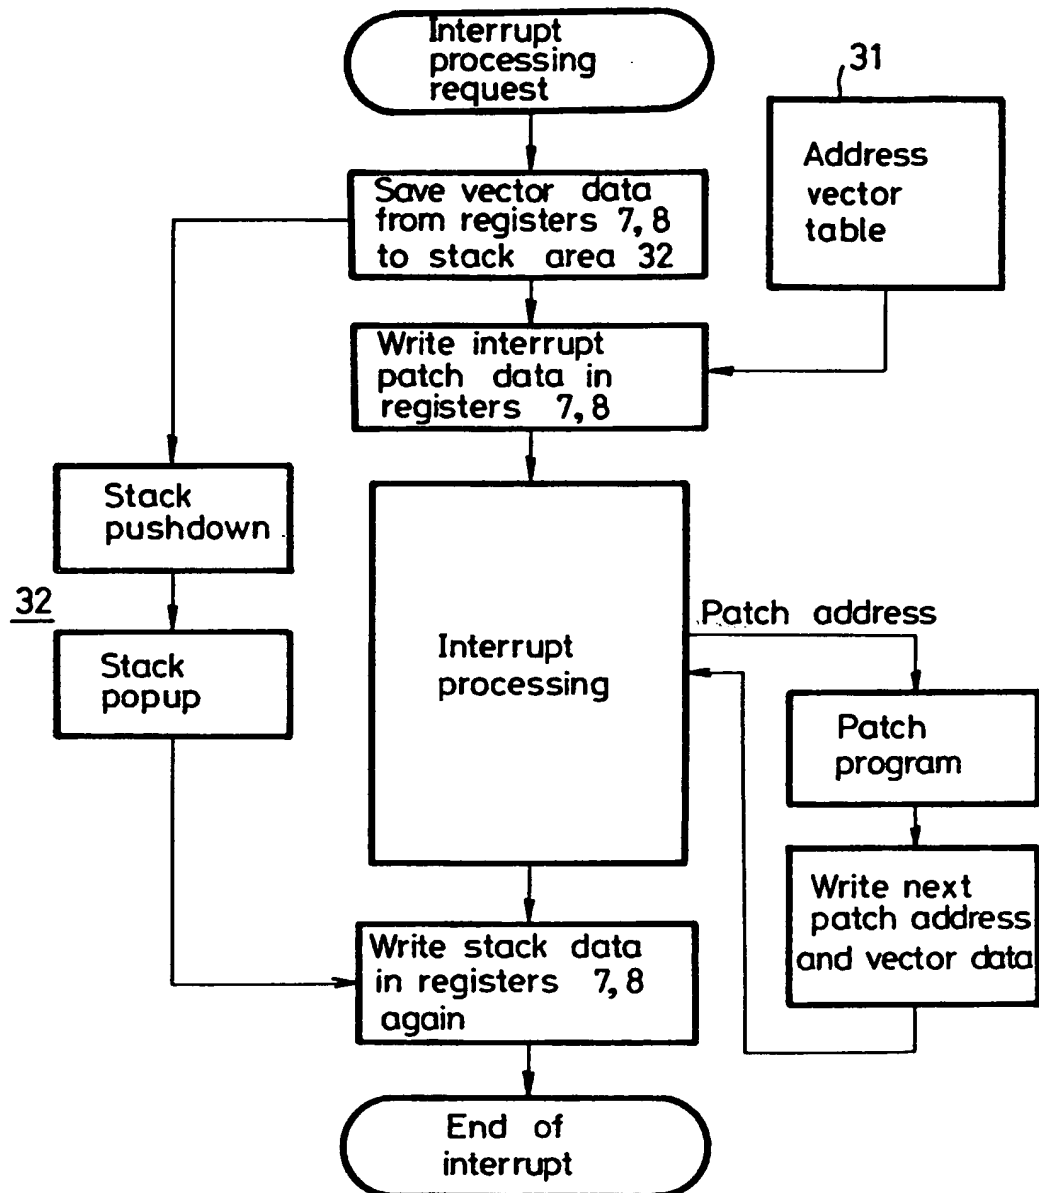 Interrupt
processing
request
31
Address
vector
table
Save vector data
from registers 7, 8
to stack area 32
Write interrupt
patch data in
registers 7, 8
Stack
pushdown
32
Stack
popup
Interrupt
processing
Patch address
Patch
program
Write next
patch address
and vector data
Write stack data
in registers 7, 8
again
End of
interrupt